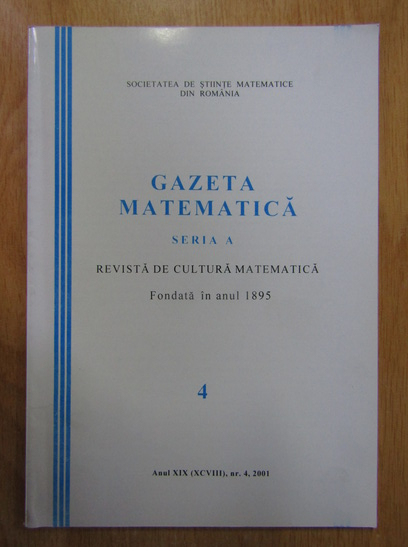 SOCIETATEA DE ȘTIINȚE MATEMATICE
DIN ROMÂNIA
GAZETA
MATEMATICĂ
SERIA A
REVISTĂ DE CULTURĂ MATEMATICĂ
Fondată în anul 1895
4
Anul XIX (XCVIII), nr. 4, 2001